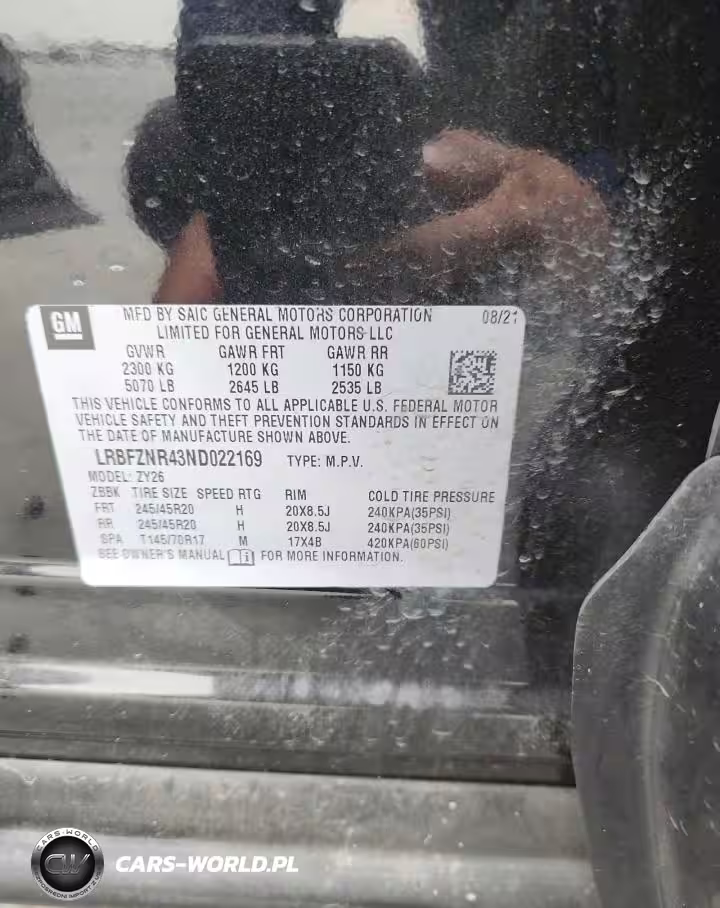 GM
MFD BY SAIC GENERAL MOTORS CORPORATION 08/21
LIMITED FOR GENERAL MOTORS LLC
GVWR GAWR FRT GAWR RR
2300 KG 1200 KG 1150 KG
5070 LB 2645 LB 2535 LB
THIS VEHICLE CONFORMS TO ALL APPLICABLE U.S. FEDERAL MOTOR
VEHICLE SAFETY AND THEFT PREVENTION STANDARDS IN EFFECT ON
THE DATE OF MANUFACTURE SHOWN ABOVE.
LRBFZNR43ND022169 TYPE: M.P.V.
MODEL: ZY26
ZBBK TIRE SIZE SPEED RTG RIM COLD TIRE PRESSURE
FRT 245/45R20 H 20X8.5J 240KPA(35PSI)
RR 245/45R20 H 20X8.5J 240KPA(35PSI)
SPA T145/70R17 M 17X4B 420KPA(60PSI)
SEE OWNER'S MANUAL FOR MORE INFORMATION.
CARS-WORLD
CW
CARS-WORLD.PL